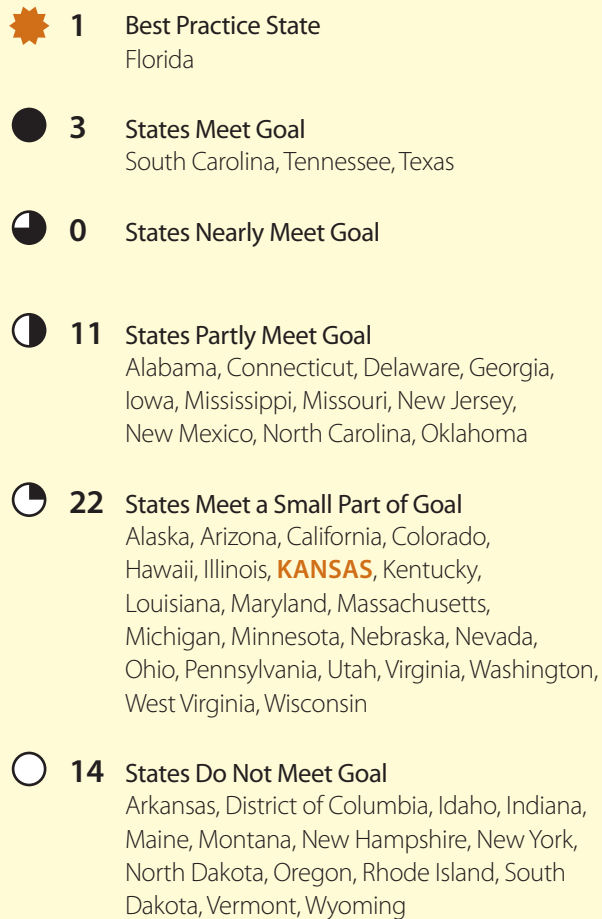 1 Best Practice State
Florida
3 States Meet Goal
South Carolina, Tennessee, Texas
0 States Nearly Meet Goal
11 States Partly Meet Goal
Alabama, Connecticut, Delaware, Georgia,
Iowa, Mississippi, Missouri, New Jersey,
New Mexico, North Carolina, Oklahoma
22 States Meet a Small Part of Goal
Alaska, Arizona, California, Colorado,
Hawaii, Illinois, KANSAS, Kentucky,
Louisiana, Maryland, Massachusetts,
Michigan, Minnesota, Nebraska, Nevada,
Ohio, Pennsylvania, Utah, Virginia, Washington,
West Virginia, Wisconsin
14 States Do Not Meet Goal
Arkansas, District of Columbia, Idaho, Indiana,
Maine, Montana, New Hampshire, New York,
North Dakota, Oregon, Rhode Island, South
Dakota, Vermont, Wyoming